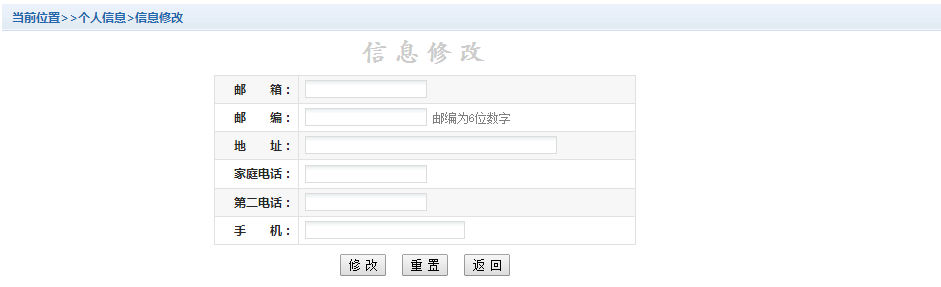 当前位置>>个人信息>信息修改
信息修改
邮 箱：
邮 编： 邮编为6位数字
地 址：
家庭电话：
第二电话：
手 机：
修 改 重 置 返 回